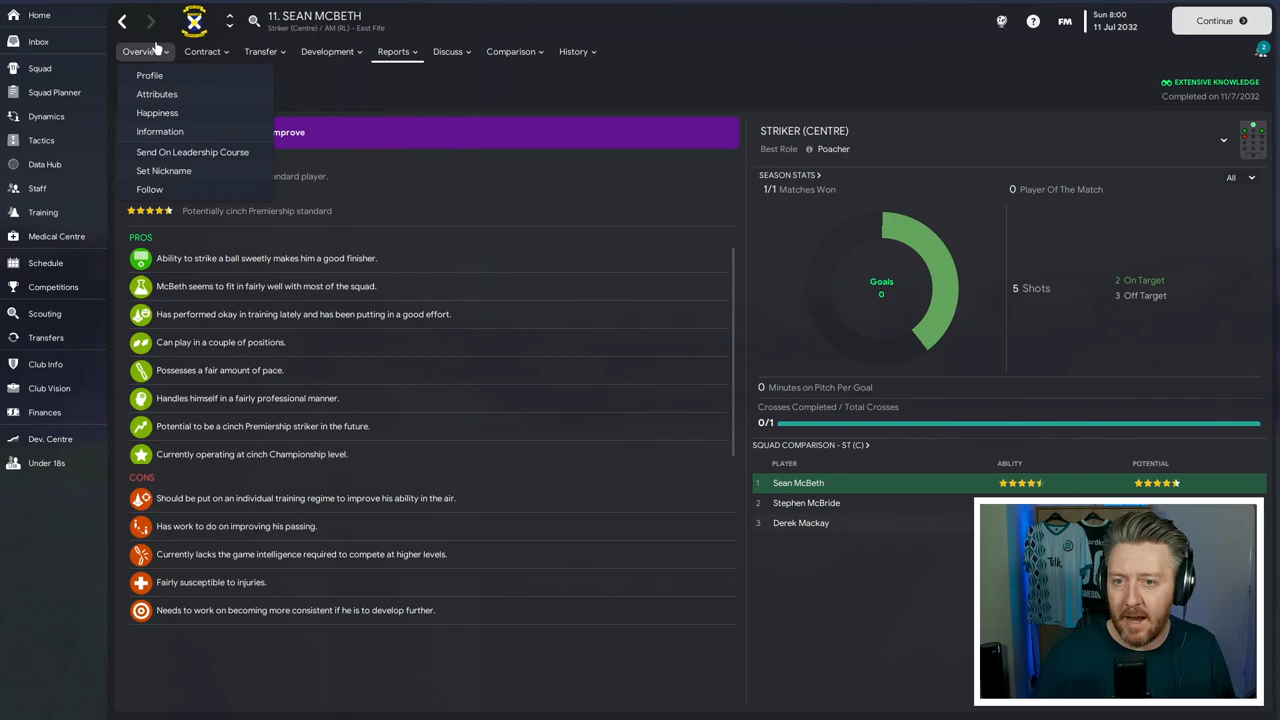 Home
Inbox
Squad
Squad Planner
Dynamics
Tactics
Data Hub
Staff
Training
Medical Centre
Schedule
Competitions
Scouting
Transfers
Club Info
Club Vision
Finances
Dev. Centre
Under 18s
11. SEAN MCBETH
Striker (Centre) / AM (RL) - East Fife
FM
Sun 8:00
11 Jul 2032
Continue
2
Overview
Contract
Transfer
Development
Reports
Discuss
Comparison
History
Profile
Attributes
Happiness
Information
Send On Leadership Course
Set Nickname
Follow
EXTENSIVE KNOWLEDGE
Completed on 11/7/2032
improve
standard player.
Potentially cinch Premiership standard
PROS
Ability to strike a ball sweetly makes him a good finisher.
McBeth seems to fit in fairly well with most of the squad.
Has performed okay in training lately and has been putting in a good effort.
Can play in a couple of positions.
Possesses a fair amount of pace.
Handles himself in a fairly professional manner.
Potential to be a cinch Premiership striker in the future.
Currently operating at cinch Championship level.
CONS
Should be put on an individual training regime to improve his ability in the air.
Has work to do on improving his passing.
Currently lacks the game intelligence required to compete at higher levels.
Fairly susceptible to injuries.
Needs to work on becoming more consistent if he is to develop further.
STRIKER (CENTRE)
Best Role Poacher
SEASON STATS
All
1/1 Matches Won
0 Player Of The Match
Goals
0
5 Shots
2 On Target
3 Off Target
0 Minutes on Pitch Per Goal
Crosses Completed / Total Crosses
0/1
SQUAD COMPARISON - ST (C)
PLAYER ABILITY POTENTIAL
1 Sean McBeth
2 Stephen McBride
3 Derek Mackay